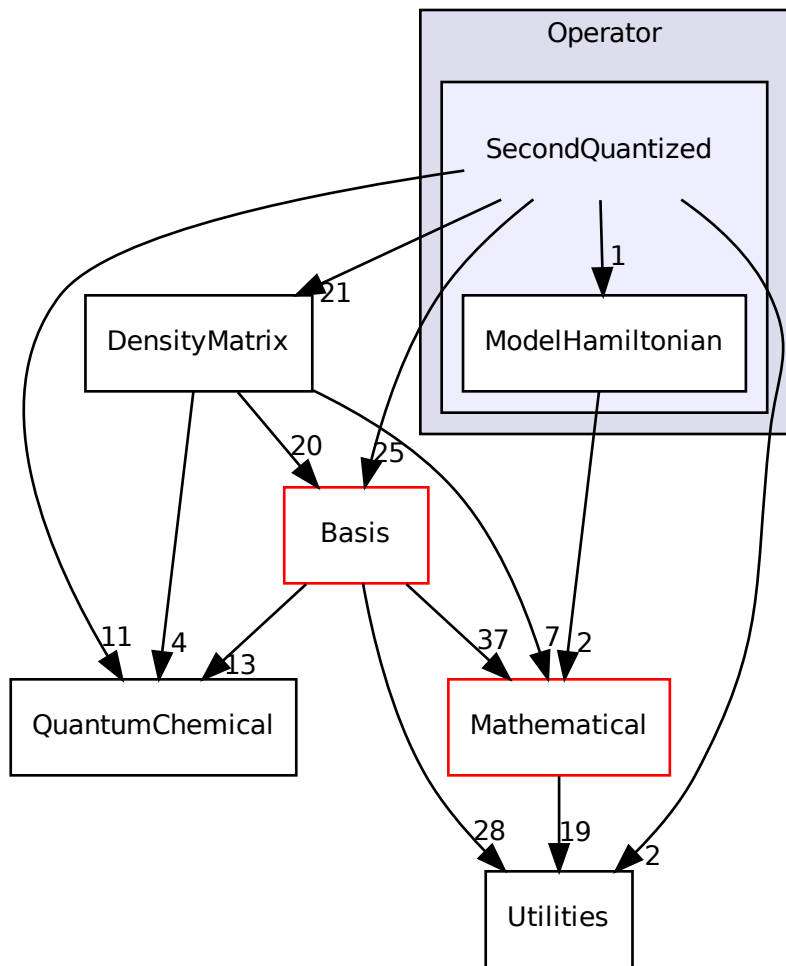 Operator
SecondQuantized
1
21
DensityMatrix
ModelHamiltonian
20
25
Basis
11
4
13
37
7
2
QuantumChemical
Mathematical
28
19
2
Utilities